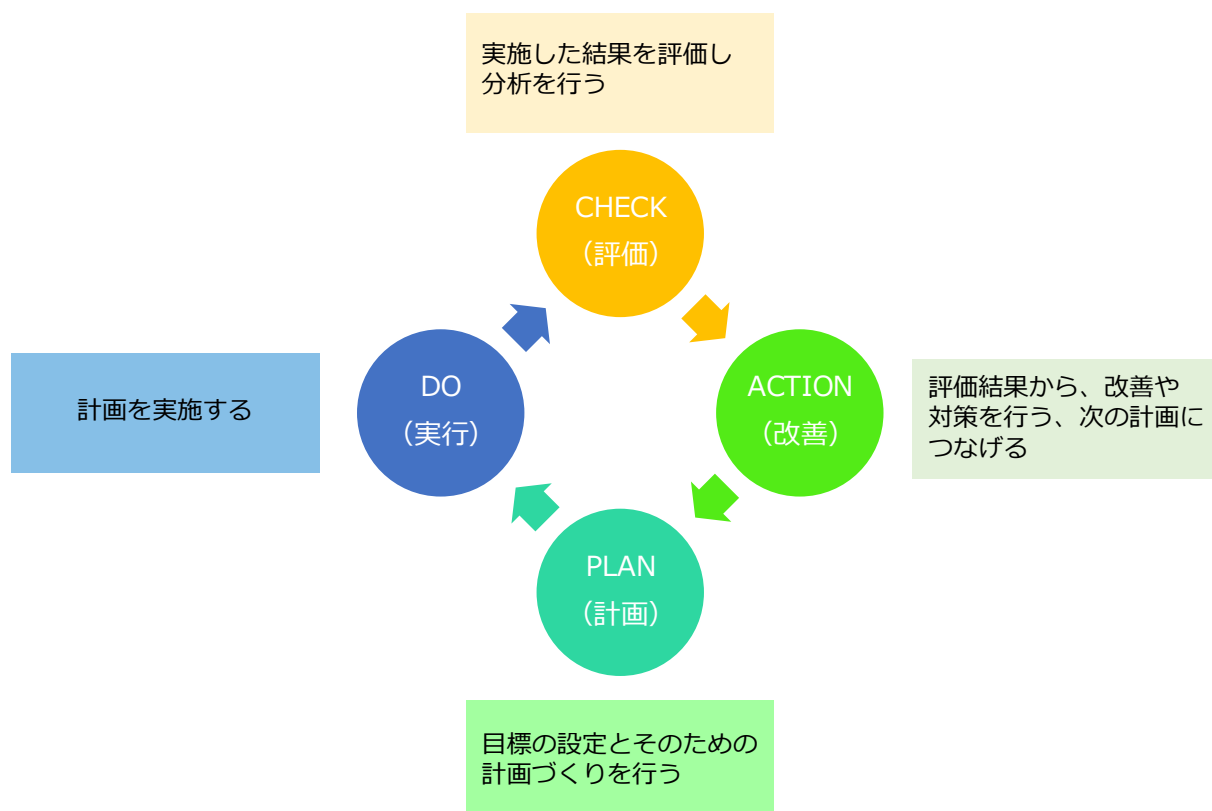 実施した結果を評価し
分析を行う
CHECK
（評価）
計画を実施する
DO
（実行）
ACTION
（改善）
評価結果から、改善や
対策を行う、次の計画に
つなげる
PLAN
（計画）
目標の設定とそのための
計画づくりを行う